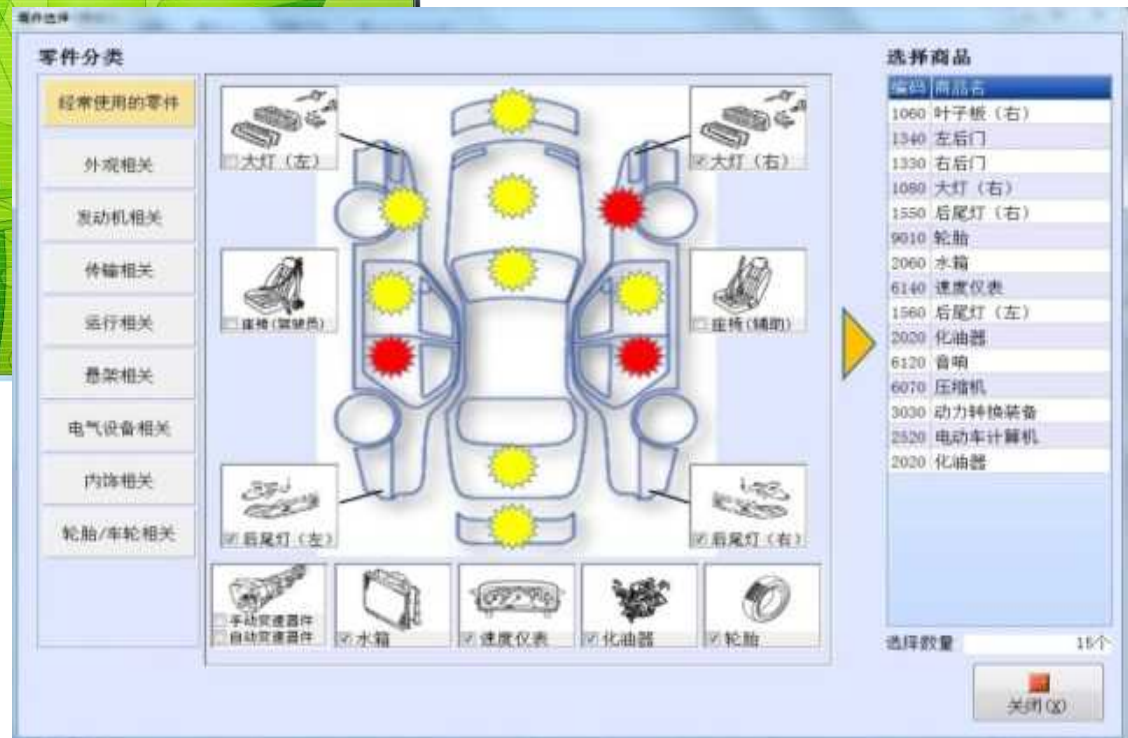 零件选择
零件分类
经常使用的零件
外观相关
发动机相关
传输相关
运行相关
悬架相关
电气设备相关
内饰相关
轮胎/车轮相关
大灯（左）
大灯（右）
座椅(驾驶员)
座椅(辅助)
后尾灯（左）
后尾灯（右）
手动变速器件
自动变速器件
水箱
速度仪表
化油器
轮胎
选择商品
编码 商品名
1060 叶子板（右）
1340 左后门
1330 右后门
1080 大灯（右）
1550 后尾灯（右）
9010 轮胎
2060 水箱
6140 速度仪表
1560 后尾灯（左）
2020 化油器
6120 音响
6070 压缩机
3030 动力转换装备
2520 电动车计算机
2020 化油器
选择数量
关闭(X)